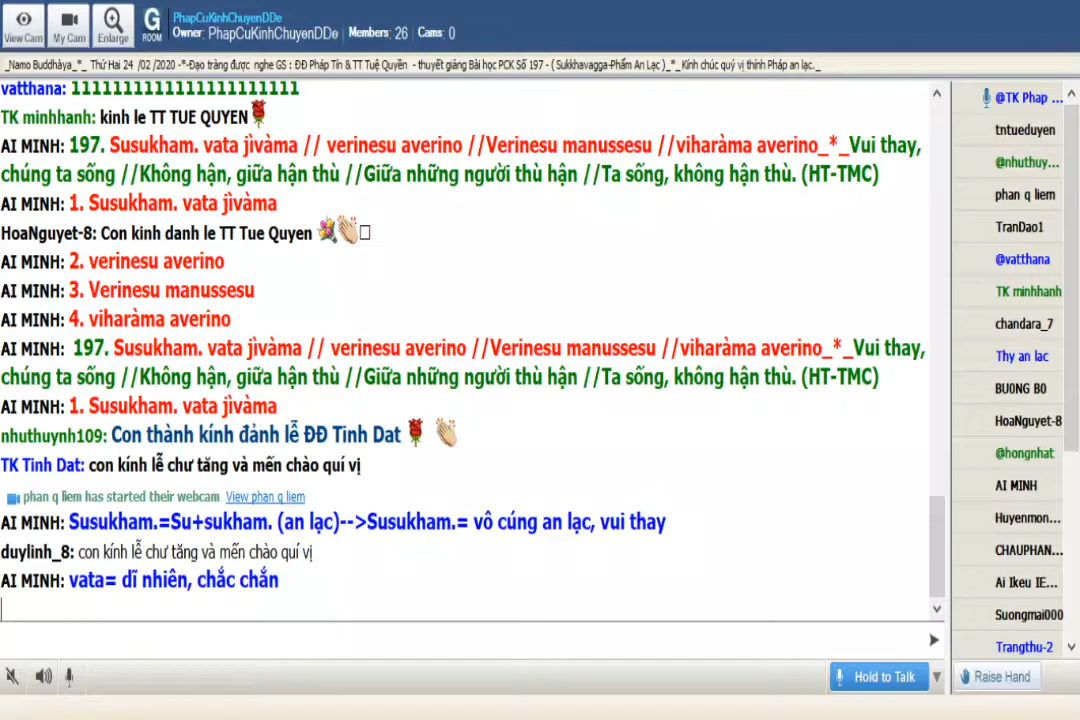 PhapCuKinhChuyenDDe
Owner: PhapCuKinhChuyenDDe Members: 26 Cams: 0
View Cam My Cam Enlarge G ROOM
_Namo Buddhàya_*_ Thứ Hai 24 /02 /2020 -*-Đạo tràng được nghe GS : ĐĐ Pháp Tín & TT Tuệ Quyền - thuyết giảng Bài học PCK Số 197 - ( Sukkhavagga-Phẩm An Lạc )_*_Kính chúc quý vị thính Pháp an lạc._
vatthana: 1111111111111111111111
TK minhhanh: kinh le TT TUE QUYEN
AI MINH: 197. Susukham. vata jìvàma // verinesu averino //Verinesu manussesu //viharàma averino_*_Vui thay,
chúng ta sống //Không hận, giữa hận thù //Giữa những người thù hận //Ta sống, không hận thù. (HT-TMC)
AI MINH: 1. Susukham. vata jìvàma
HoaNguyet-8: Con kinh danh le TT Tue Quyen
AI MINH: 2. verinesu averino
AI MINH: 3. Verinesu manussesu
AI MINH: 4. viharàma averino
AI MINH: 197. Susukham. vata jìvàma // verinesu averino //Verinesu manussesu //viharàma averino_*_Vui thay,
chúng ta sống //Không hận, giữa hận thù //Giữa những người thù hận //Ta sống, không hận thù. (HT-TMC)
AI MINH: 1. Susukham. vata jìvàma
nhuthuynh109: Con thành kính đảnh lễ ĐĐ Tinh Dat
TK Tinh Dat: con kính lễ chư tăng và mến chào quí vị
phan q liem has started their webcam View phan q liem
AI MINH: Susukham.=Su+sukham. (an lạc)-->Susukham.= vô cúng an lạc, vui thay
duylinh_8: con kính lễ chư tăng và mến chào quí vị
AI MINH: vata= dĩ nhiên, chắc chắn
@TK Phap ...
tntueduyen
@nhuthuy...
phan q liem
TranDao1
@vatthana
TK minhhanh
chandara_7
Thy an lac
BUONG BO
HoaNguyet-8
@hongnhat
AI MINH
Huyenmon...
CHAUPHAN...
Ai Ikeu IE...
Suongmai000
Trangthu-2
Hold to Talk
Raise Hand